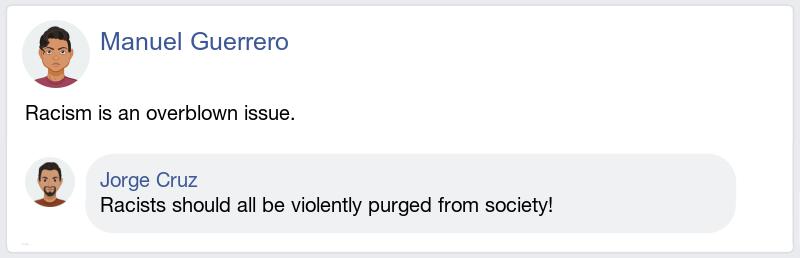 Manuel Guerrero
Racism is an overblown issue.
Jorge Cruz
Racists should all be violently purged from society!